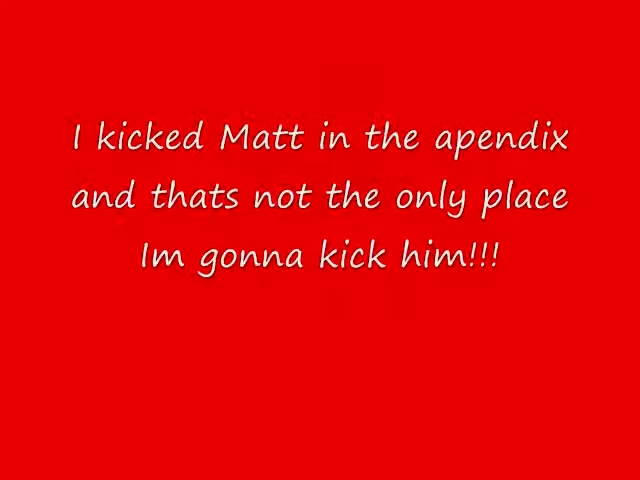 I kicked Matt in the apendix
and thats not the only place
Im gonna kick him!!!